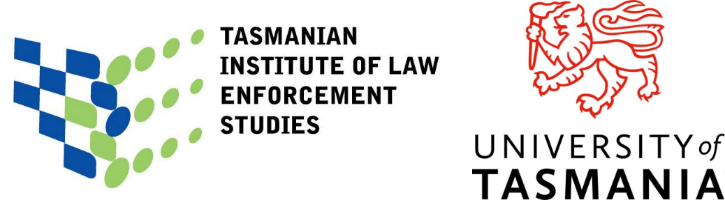 TASMANIAN
INSTITUTE OF LAW
ENFORCEMENT
STUDIES
UNIVERSITY of
TASMANIA